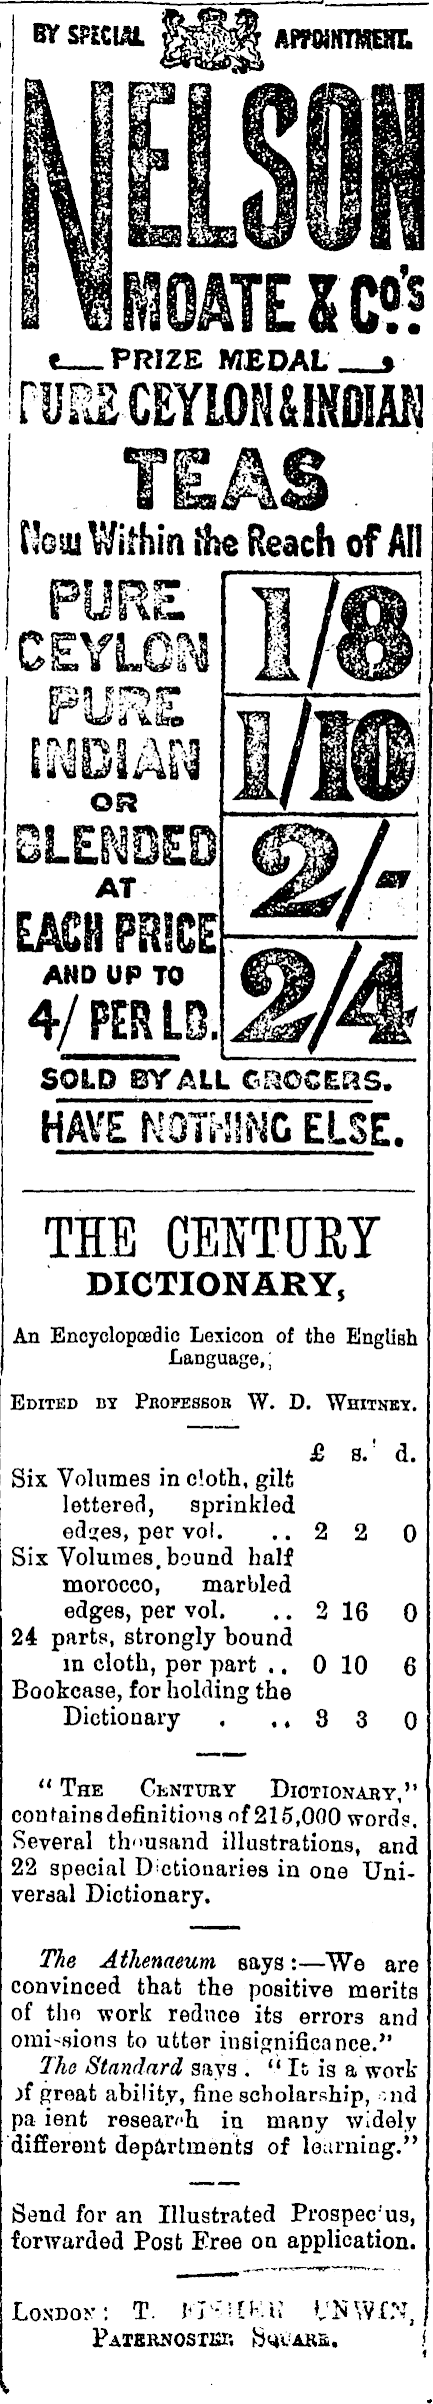 BY SPECIAL APPOINTMENT.
NELSON
MOATE & CO'S.
PRIZE MEDAL
PURE CEYLON & INDIAN
TEAS
Now Within the Reach of All
PURE
CEYLON
PURE
INDIAN
OR
BLENDED
AT
EACH PRICE
AND UP TO
4/ PER LB.
1/8
1/10
2/-
2/4
SOLD BY ALL GROCERS.
HAVE NOTHING ELSE.
THE CENTURY
DICTIONARY,
An Encyclopœdic Lexicon of the English
Language,
EDITED BY PROFESSOR W. D. WHITNEY.
£ s. d.
Six Volumes in cloth, gilt
lettered, sprinkled
edges, per vol. .. 2 2 0
Six Volumes, bound half
morocco, marbled
edges, per vol. .. 2 16 0
24 parts, strongly bound
in cloth, per part .. 0 10 6
Bookcase, for holding the
Dictionary . .. 3 3 0
"THE CENTURY DICTIONARY,"
contains definitions of 215,000 words.
Several thousand illustrations, and
22 special Dictionaries in one Uni-
versal Dictionary.
The Athenaeum says:—We are
convinced that the positive merits
of the work reduce its errors and
omissions to utter insignificance."
The Standard says. "It is a work
of great ability, fine scholarship, and
patient research in many widely
different departments of learning."
Send for an Illustrated Prospectus,
forwarded Post Free on application.
LONDON: T. FISHER UNWIN,
PATERNOSTER SQUARE.